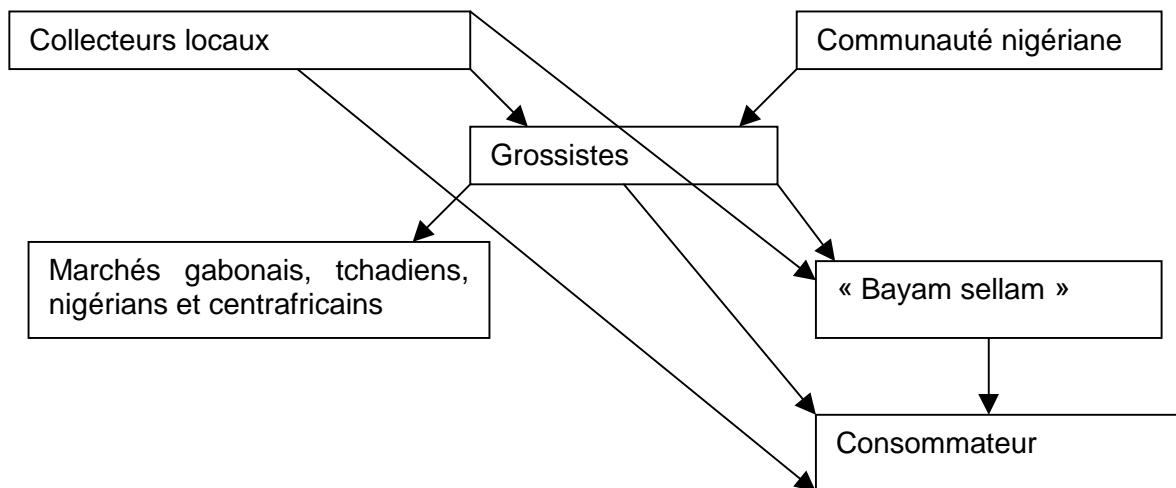 Collecteurs locaux
Communauté nigériane
Grossistes
Marchés gabonais, tchadiens,
nigérians et centrafricains
« Bayam sellam »
Consommateur